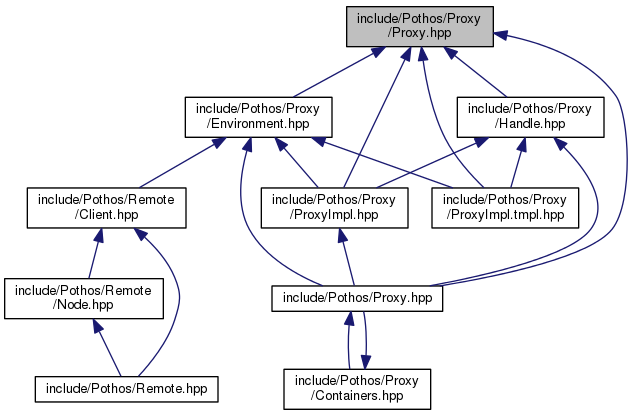 include/Pothos/Proxy
/Proxy.hpp
include/Pothos/Proxy
/Environment.hpp
include/Pothos/Proxy
/Handle.hpp
include/Pothos/Remote
/Client.hpp
include/Pothos/Proxy
/ProxyImpl.hpp
include/Pothos/Proxy
/ProxyImpl.tmpl.hpp
include/Pothos/Remote
/Node.hpp
include/Pothos/Proxy.hpp
include/Pothos/Remote.hpp
include/Pothos/Proxy
/Containers.hpp